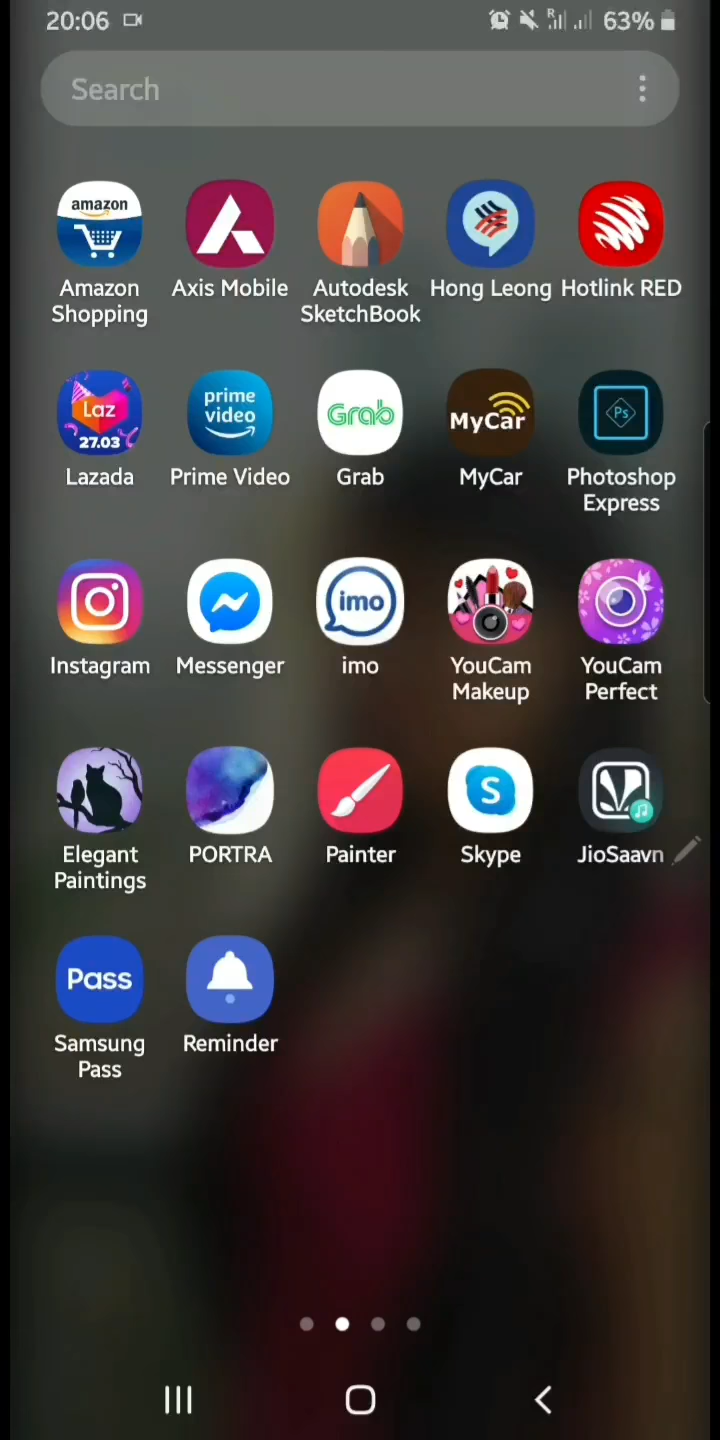 20:06
R
63%
Search
amazon
Amazon
Shopping
Axis Mobile
Autodesk
SketchBook
Hong Leong
Hotlink RED
Laz
27.03
Lazada
prime
video
Prime Video
Grab
Grab
MyCar
MyCar
Ps
Photoshop
Express
Instagram
Messenger
imo
imo
YouCam
Makeup
YouCam
Perfect
Elegant
Paintings
PORTRA
Painter
S
Skype
JioSaavn
Pass
Samsung
Pass
Reminder